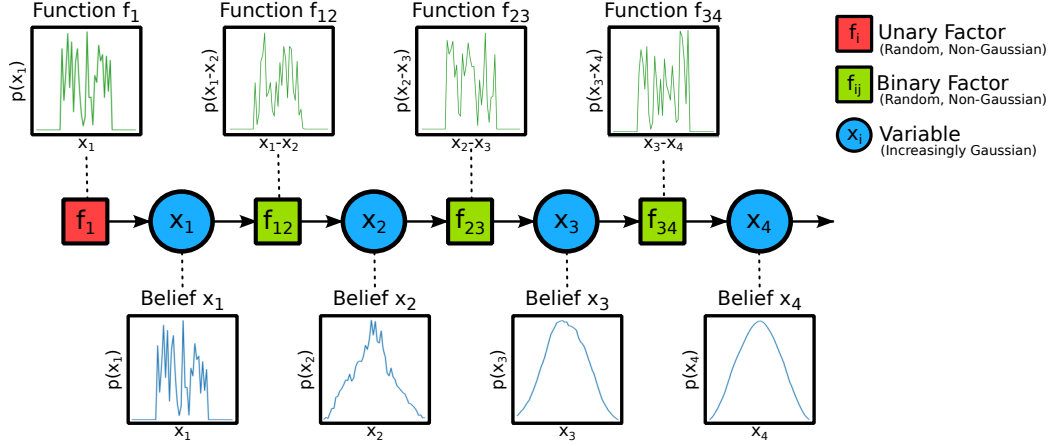 Function f1
Function f12
Function f23
Function f34
p(x1)
x1
p(x1-x2)
x1-x2
p(x2-x3)
x2-x3
p(x3-x4)
x3-x4
fi Unary Factor
(Random, Non-Gaussian)
fij Binary Factor
(Random, Non-Gaussian)
xi Variable
(Increasingly Gaussian)
f1 x1 f12 x2 f23 x3 f34 x4
Belief x1
Belief x2
Belief x3
Belief x4
p(x1)
x1
p(x2)
x2
p(x3)
x3
p(x4)
x4